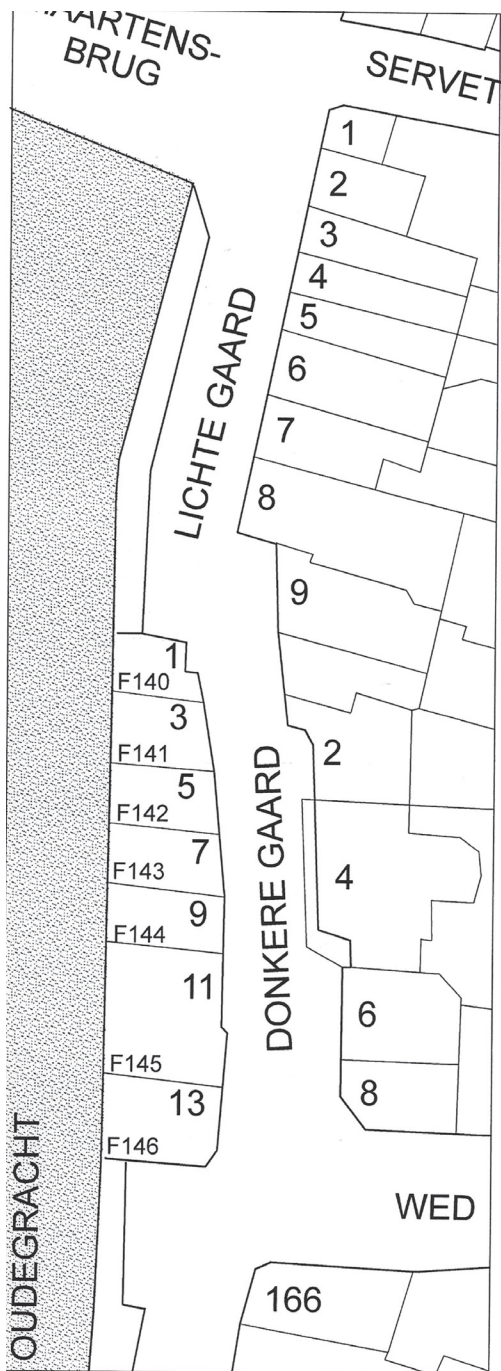 AARTENS-
BRUG
SERVET
1
2
3
4
5
6
7
8
9
LICHTE GAARD
1
F140
3
F141
5
F142
7
F143
9
F144
11
F145
13
F146
DONKERE GAARD
2
4
6
8
WED
166
OUDEGRACHT